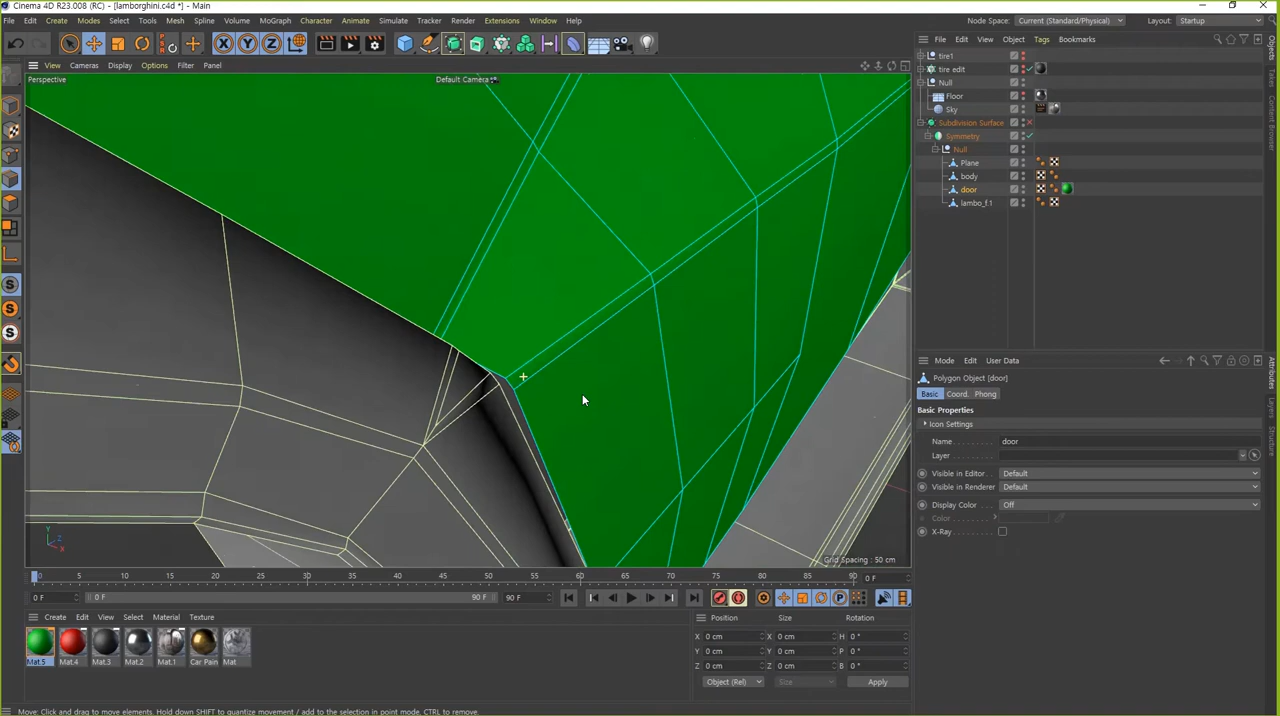 Cinema 4D R23.008 (RC) - [lamborghini.c4d *] - Main
File Edit Create Modes Select Tools Mesh Spline Volume MoGraph Character Animate Simulate Tracker Render Extensions Window Help
Node Space: Current (Standard/Physical) Layout: Startup
View Cameras Display Options Filter Panel
Perspective
Default Camera
Grid Spacing : 50 cm
0 5 10 15 20 25 30 35 40 45 50 55 60 65 70 75 80 85 90 0 F
0 F 0 F 90 F 90 F
Create Edit View Select Material Texture
Mat.5 Mat.4 Mat.3 Mat.2 Mat.1 Car Pain Mat
Position Size Rotation
X 0 cm X 0 cm H 0 °
Y 0 cm Y 0 cm P 0 °
Z 0 cm Z 0 cm B 0 °
Object (Rel) Size Apply
Move: Click and drag to move elements. Hold down SHIFT to quantize movement / add to the selection in point mode, CTRL to remove.
File Edit View Object Tags Bookmarks
tire1
tire edit
Null
Floor
Sky
Subdivision Surface
Symmetry
Null
Plane
body
door
lambo_f.1
Mode Edit User Data
Polygon Object [door]
Basic Coord. Phong
Basic Properties
Icon Settings
Name door
Layer
Visible in Editor Default
Visible in Renderer Default
Display Color Off
Color
X-Ray
Objects
Takes
Content Browser
Attributes
Layers
Structure